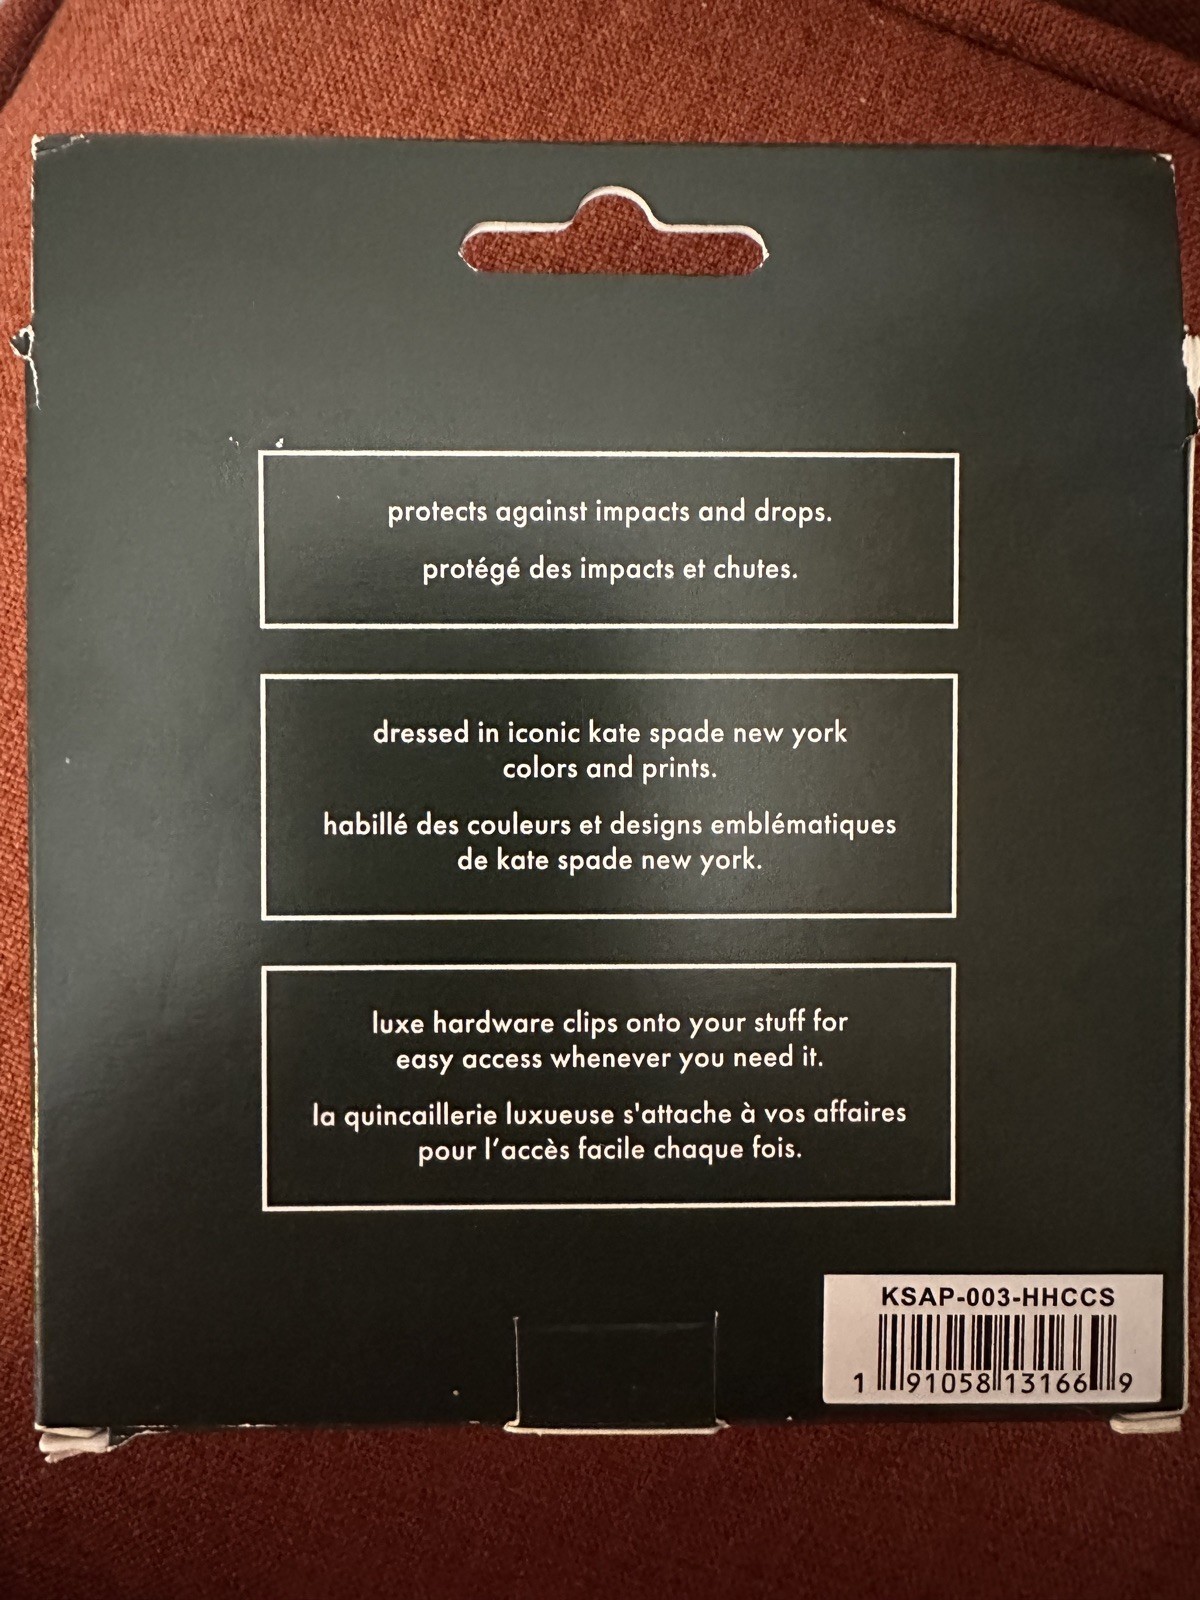 protects against impacts and drops.
protégé des impacts et chutes.
dressed in iconic kate spade new york
colors and prints.
habillé des couleurs et designs emblématiques
de kate spade new york.
luxe hardware clips onto your stuff for
easy access whenever you need it.
la quincaillerie luxueuse s'attache à vos affaires
pour l’accès facile chaque fois.
KSAP-003-HHCCS
1 91058 13166 9